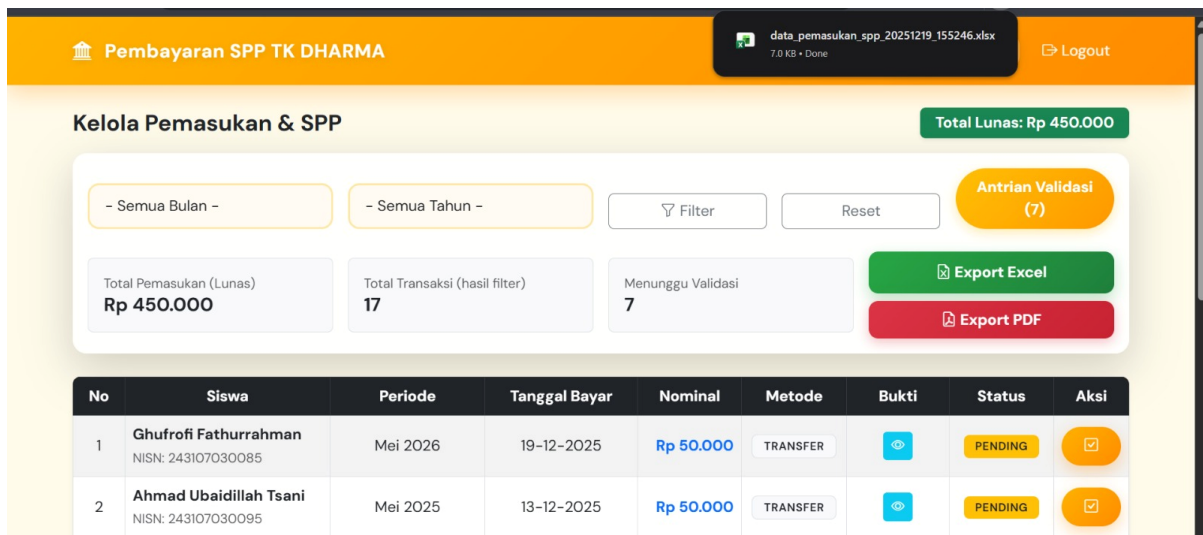 Pembayaran SPP TK DHARMA
data_pemasukan_spp_20251219_155246.xlsx
7.0 KB • Done
Logout
Kelola Pemasukan & SPP
Total Lunas: Rp 450.000
- Semua Bulan -
- Semua Tahun -
Filter
Reset
Antrian Validasi
(7)
Total Pemasukan (Lunas)
Rp 450.000
Total Transaksi (hasil filter)
17
Menunggu Validasi
7
Export Excel
Export PDF
No Siswa Periode Tanggal Bayar Nominal Metode Bukti Status Aksi
1 Ghufrofi Fathurrahman Mei 2026 19-12-2025 Rp 50.000 TRANSFER PENDING
NISN: 243107030085
2 Ahmad Ubaidillah Tsani Mei 2025 13-12-2025 Rp 50.000 TRANSFER PENDING
NISN: 243107030095